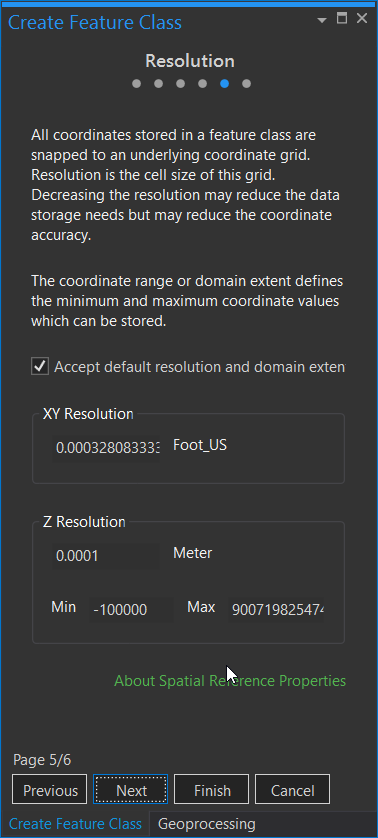 Create Feature Class
Resolution
All coordinates stored in a feature class are
snapped to an underlying coordinate grid.
Resolution is the cell size of this grid.
Decreasing the resolution may reduce the data
storage needs but may reduce the coordinate
accuracy.
The coordinate range or domain extent defines
the minimum and maximum coordinate values
which can be stored.
Accept default resolution and domain exten
XY Resolution
0.000328083333 Foot_US
Z Resolution
0.0001 Meter
Min -100000 Max 900719825474
About Spatial Reference Properties
Page 5/6
Previous Next Finish Cancel
Create Feature Class Geoprocessing